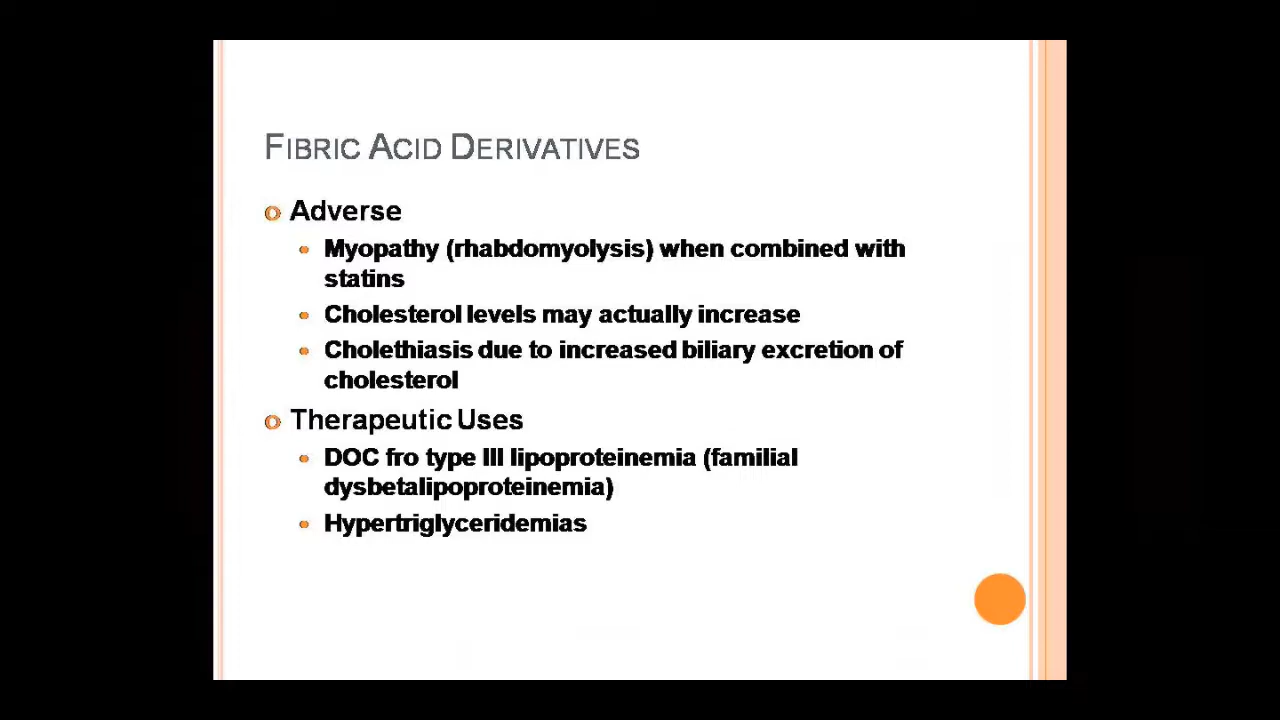 FIBRIC ACID DERIVATIVES
Adverse
Myopathy (rhabdomyolysis) when combined with
statins
Cholesterol levels may actually increase
Cholethiasis due to increased biliary excretion of
cholesterol
Therapeutic Uses
DOC fro type III lipoproteinemia (familial
dysbetalipoproteinemia)
Hypertriglyceridemias